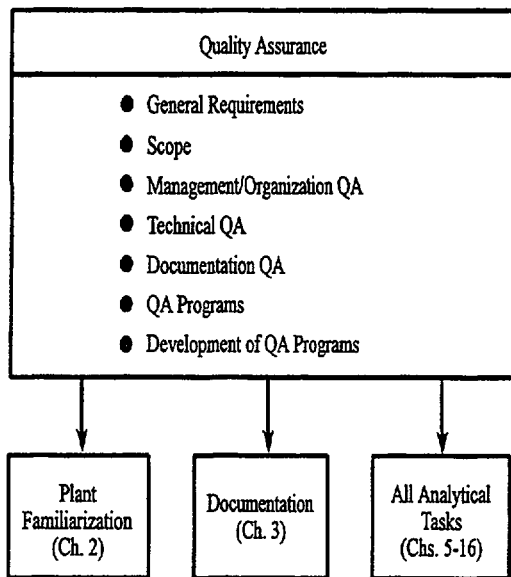 Quality Assurance
● General Requirements
● Scope
● Management/Organization QA
● Technical QA
● Documentation QA
● QA Programs
● Development of QA Programs
Plant
Familiarization
(Ch. 2)
Documentation
(Ch. 3)
All Analytical
Tasks
(Chs. 5-16)